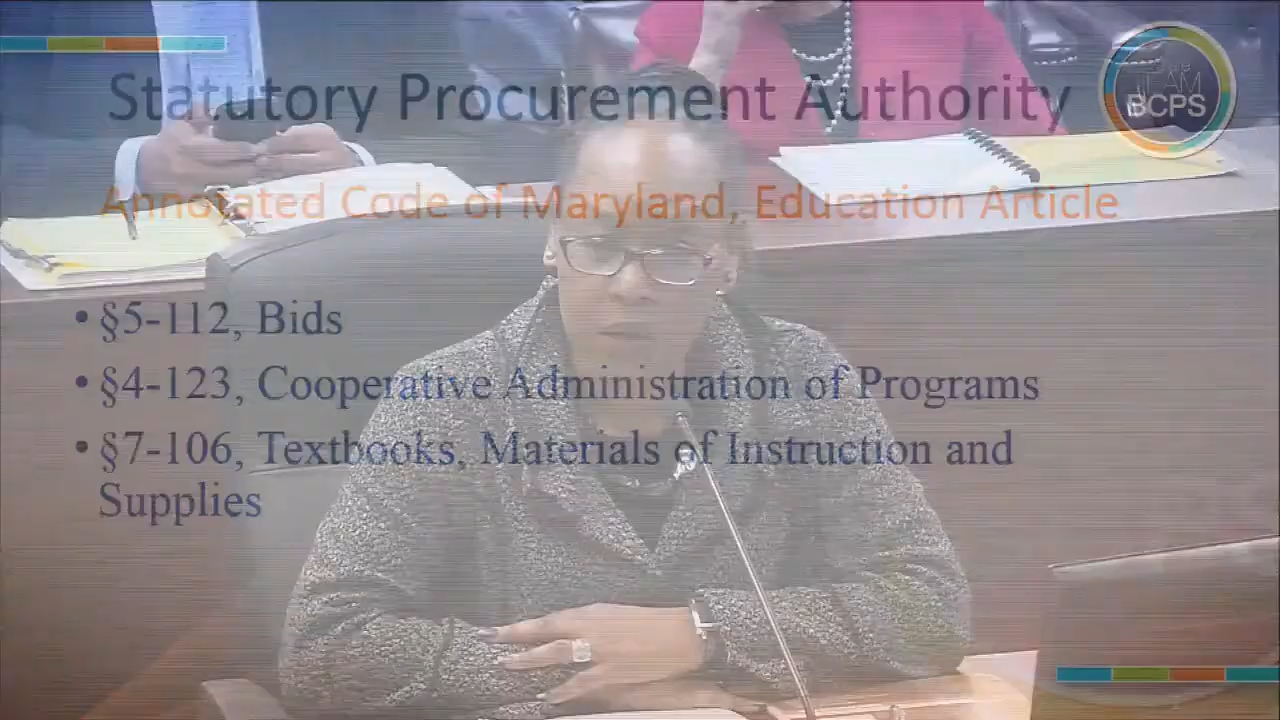 Statutory Procurement Authority
TEAM
BCPS
Annotated Code of Maryland, Education Article
• §5-112, Bids
• §4-123, Cooperative Administration of Programs
• §7-106, Textbooks, Materials of Instruction and
Supplies